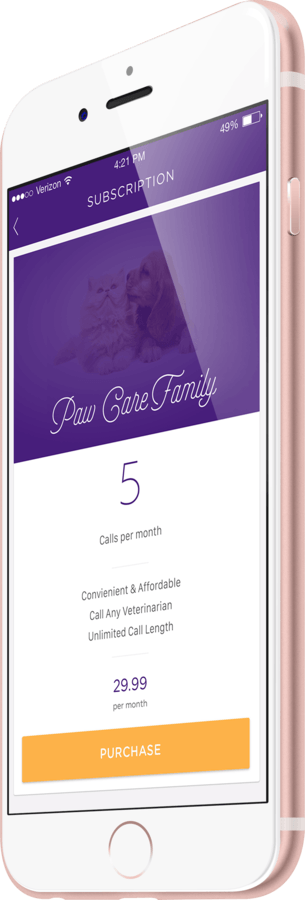 Verizon 4:21 PM 49%
SUBSCRIPTION
Paw Care Family
5
Calls per month
Convienient & Affordable
Call Any Veterinarian
Unlimited Call Length
29.99
per month
PURCHASE